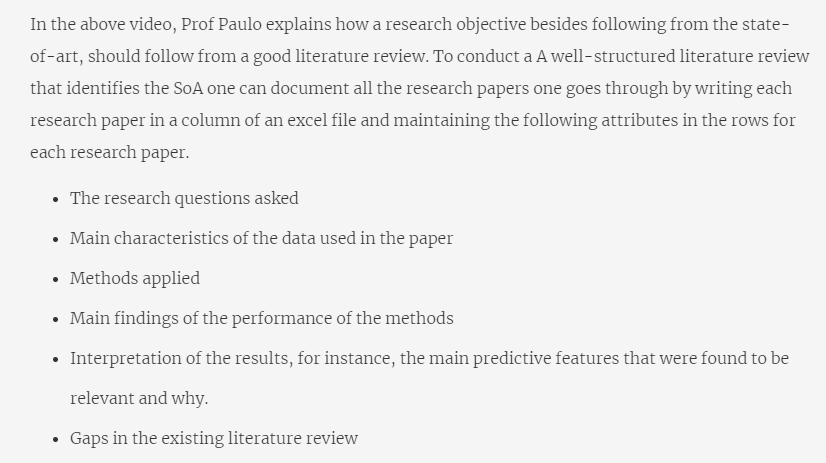 In the above video, Prof Paulo explains how a research objective besides following from the state-
of-art, should follow from a good literature review. To conduct a A well-structured literature review
that identifies the SoA one can document all the research papers one goes through by writing each
research paper in a column of an excel file and maintaining the following attributes in the rows for
each research paper.
• The research questions asked
• Main characteristics of the data used in the paper
• Methods applied
• Main findings of the performance of the methods
• Interpretation of the results, for instance, the main predictive features that were found to be
relevant and why.
• Gaps in the existing literature review